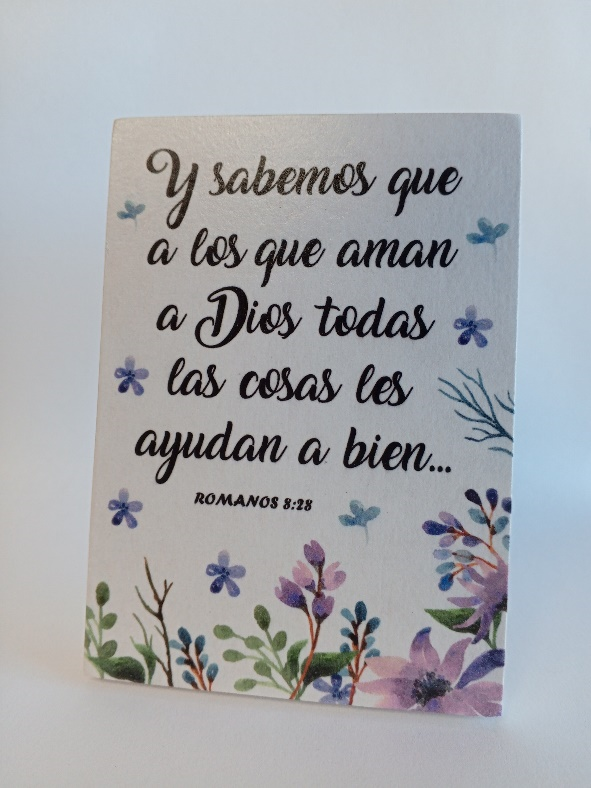 Y sabemos que
a los que aman
a Dios todas
las cosas les
ayudan a bien...
ROMANOS 8:28